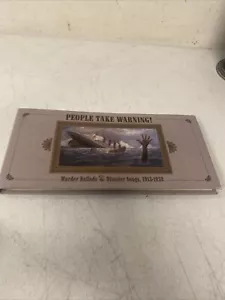 PEOPLE TAKE WARNING!
Murder Ballads & Disaster Songs, 1913-1938